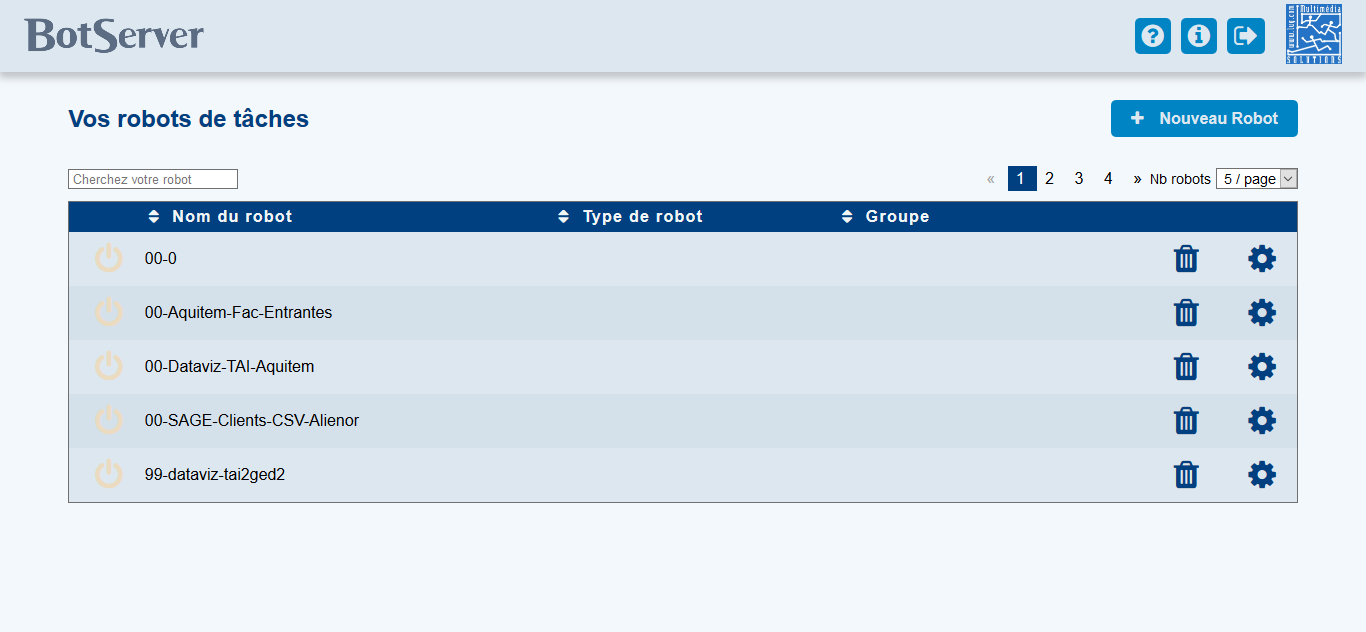 BotServer
www.tug.com
Multimédia
SOLUTIONS
Vos robots de tâches
+ Nouveau Robot
Cherchez votre robot
« 1 2 3 4 » Nb robots 5 / page
Nom du robot Type de robot Groupe
00-0
00-Aquitem-Fac-Entrantes
00-Dataviz-TAI-Aquitem
00-SAGE-Clients-CSV-Alienor
99-dataviz-tai2ged2